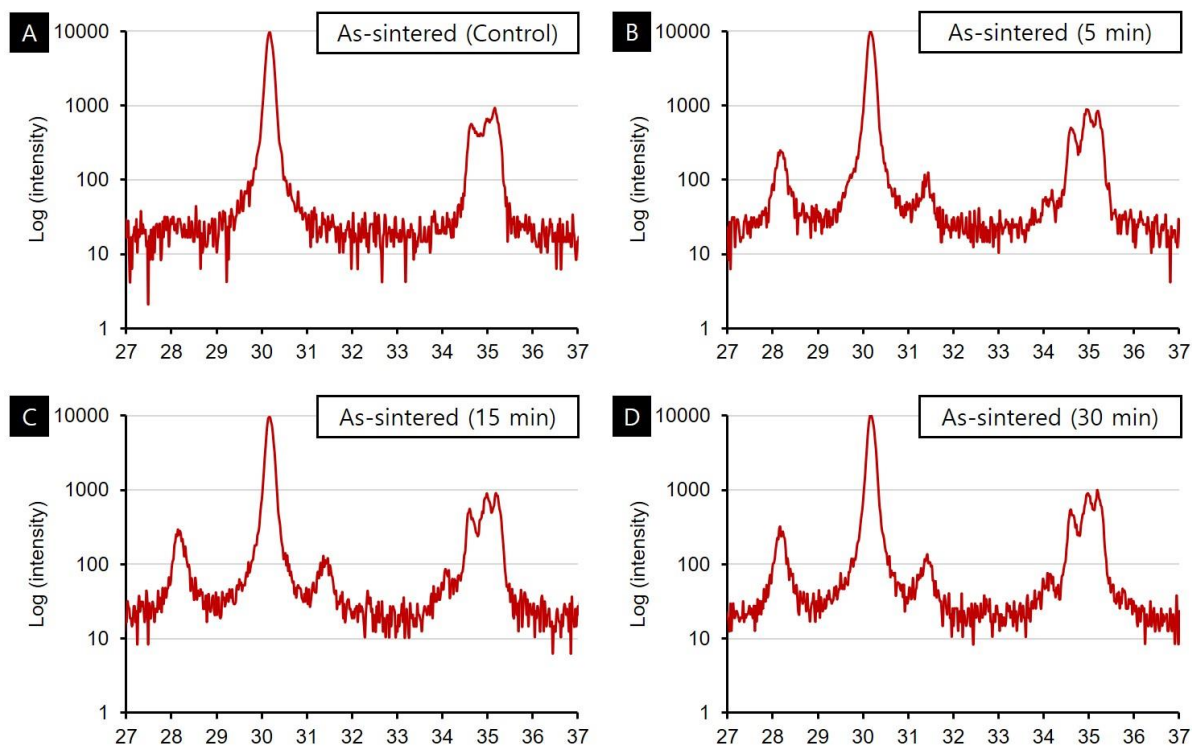 A
As-sintered (Control)
10000
1000
100
10
1
Log (intensity)
27 28 29 30 31 32 33 34 35 36 37
B
As-sintered (5 min)
10000
1000
100
10
1
Log (intensity)
27 28 29 30 31 32 33 34 35 36 37
C
As-sintered (15 min)
10000
1000
100
10
1
Log (intensity)
27 28 29 30 31 32 33 34 35 36 37
D
As-sintered (30 min)
10000
1000
100
10
1
Log (intensity)
27 28 29 30 31 32 33 34 35 36 37